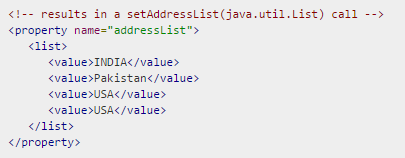 <!-- results in a setAddressList(java.util.List) call -->
<property name="addressList">
   <list>
      <value>INDIA</value>
      <value>Pakistan</value>
      <value>USA</value>
      <value>USA</value>
   </list>
</property>